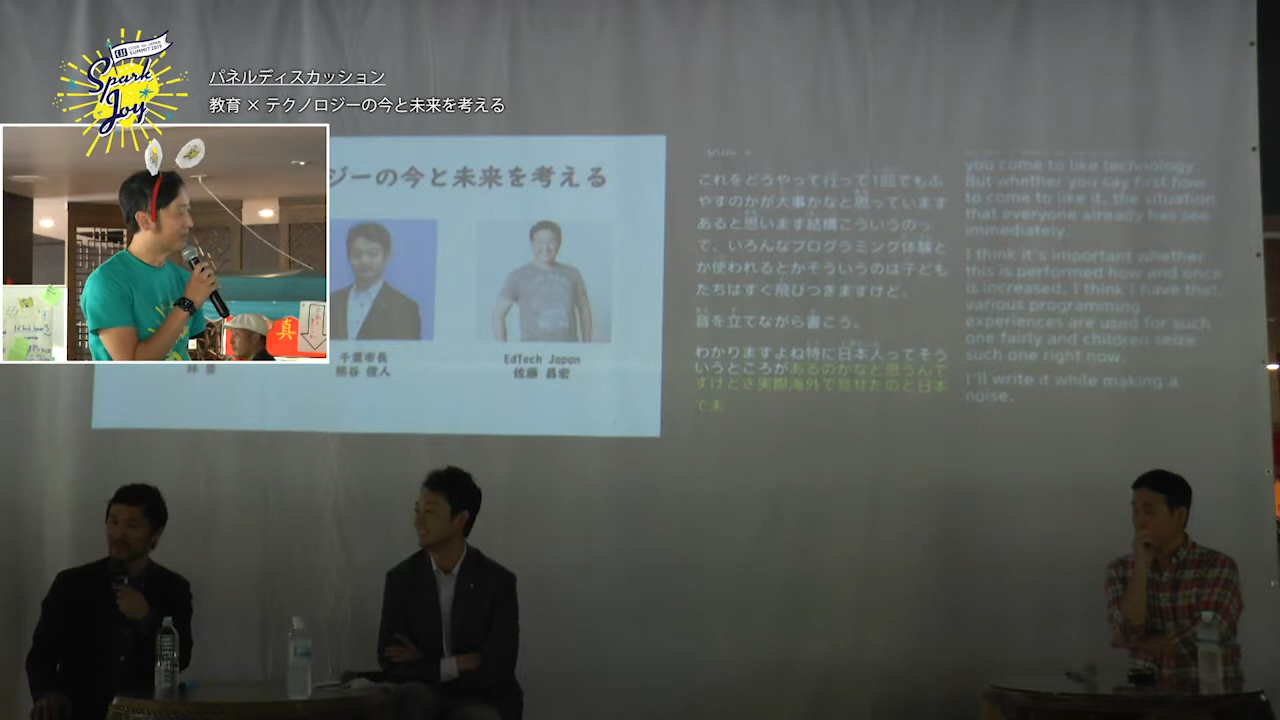 CODE for JAPAN
SUMMIT 2019
Spark
Joy
パネルディスカッション
教育 × テクノロジーの今と未来を考える
ジーの今と未来を考える
千葉市長
熊谷 俊人
EdTech Japan
佐藤 昌宏
これをどうやって行って1回でもふ
やすのかが大事かなと思っています
あると思います結構こういうのっ
て、いろんなプログラミング体験と
か使われるとかそういうのは子ども
たちはすぐ飛びつきますけど、
音を立てながら書こう。
わかりますよね特に日本人ってそう
いうところがあるのかなと思うんで
すけどさ実際海外で見せたのと日本
で未
you come to like technology.
But whether you say first how
to come to like it, the situation
that everyone already has see
immediately.
I think it's important whether
this is performed how and once
is increased. I think I have that,
various programming
experiences are used for such
one fairly and children seize
such one right now.
I'll write it while making a
noise.
真